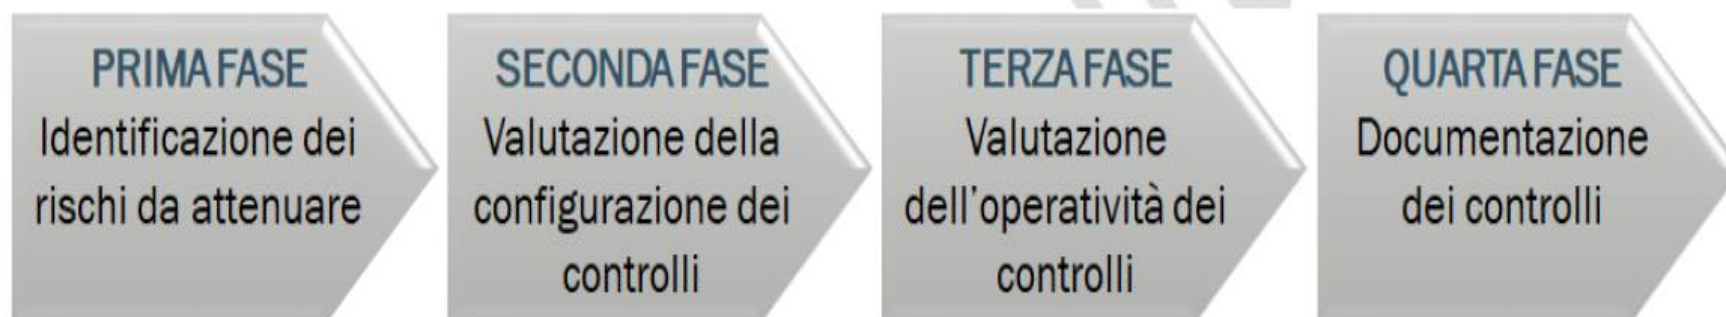 PRIMA FASE
Identificazione dei
rischi da attenuare
SECONDA FASE
Valutazione della
configurazione dei
controlli
TERZA FASE
Valutazione
dell'operatività dei
controlli
QUARTA FASE
Documentazione
dei controlli